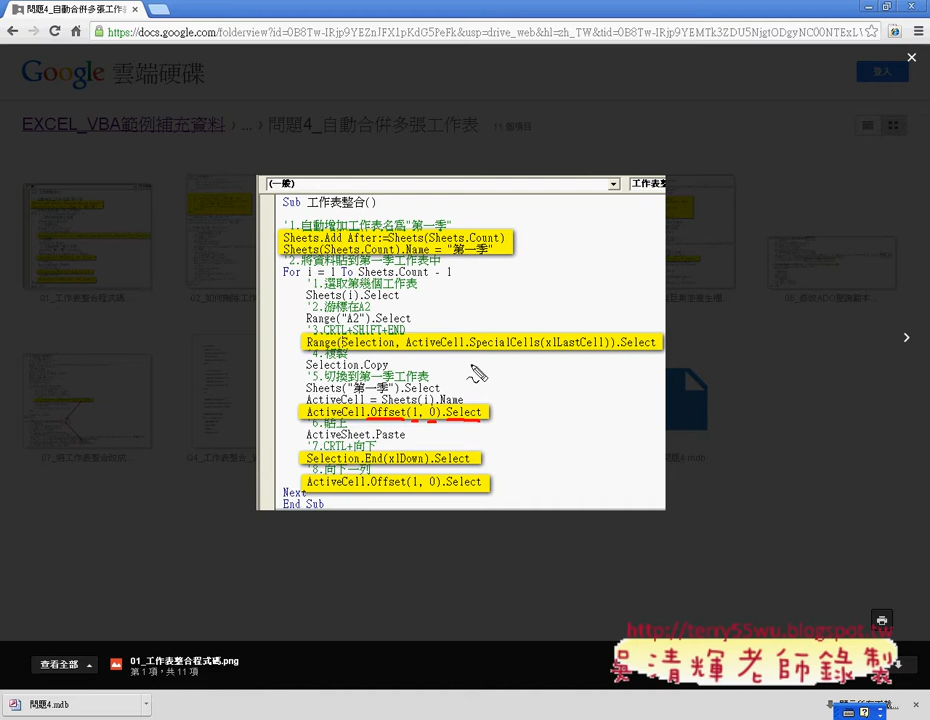 問題4_自動合併多張工作表
https://docs.google.com/folderview?id=0B8Tw-IRjp9YEZnJFX1pKdG5PeFk&usp=drive_web&hl=zh_TW&tid=0B8Tw-IRjp9YEMTk3ZDU5NjgtODgyNC00NTExLW
Google 雲端硬碟
登入
EXCEL_VBA範例補充資料 › ... › 問題4_自動合併多張工作表 11 個項目
(一般)
工作表整
Sub 工作表整合()
'1.自動增加工作表名為"第一季"
Sheets.Add After:=Sheets(Sheets.Count)
Sheets(Sheets.Count).Name = "第一季"
'2.將資料貼到第一季工作表中
For i = 1 To Sheets.Count - 1
'1.選取第幾個工作表
Sheets(i).Select
'2.游標在A2
Range("A2").Select
'3.CRTL+SHIFT+END
Range(Selection, ActiveCell.SpecialCells(xlLastCell)).Select
'4.複製
Selection.Copy
'5.切換到第一季工作表
Sheets("第一季").Select
ActiveCell = Sheets(i).Name
ActiveCell.Offset(1, 0).Select
'6.貼上
ActiveSheet.Paste
'7.CRTL+向下
Selection.End(xlDown).Select
'8.向下一列
ActiveCell.Offset(1, 0).Select
Next
End Sub
01_工作表整合程式碼...
問題4.mdb
查看全部
01_工作表整合程式碼.png
第 1 項，共 11 項
http://terry55wu.blogspot.tw
吳清輝老師錄製
問題4.mdb